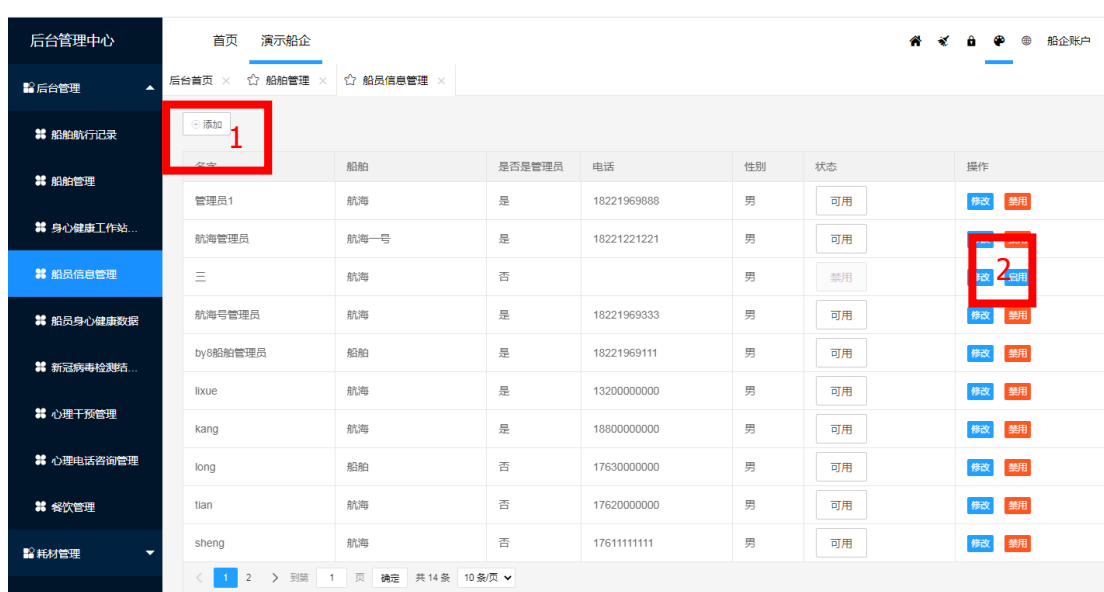 后台管理中心
首页 演示船企
船企账户
后台管理
船舶航行记录
船舶管理
身心健康工作站...
船员信息管理
船员身心健康数据
新冠病毒检测结...
心理干预管理
心理电话咨询管理
餐饮管理
耗材管理
后台首页 × 船舶管理 × 船员信息管理 ×
添加
1
名字 船舶 是否是管理员 电话 性别 状态 操作
管理员1 航海 是 18221969888 男 可用 修改 禁用
航海管理员 航海一号 是 18221221221 男 可用
三 航海 否 禁用 修改 启用
2
航海号管理员 航海 是 18221969333 男 可用 修改 禁用
by8船舶管理员 船舶 是 18221969111 男 可用 修改 禁用
lixue 航海 是 13200000000 男 可用 修改 禁用
kang 航海 是 18800000000 男 可用 修改 禁用
long 船舶 否 17630000000 男 可用 修改 禁用
tian 航海 否 17620000000 男 可用 修改 禁用
sheng 航海 否 17611111111 男 可用 修改 禁用
< 1 2 > 到第 1 页 确定 共 14 条 10 条/页